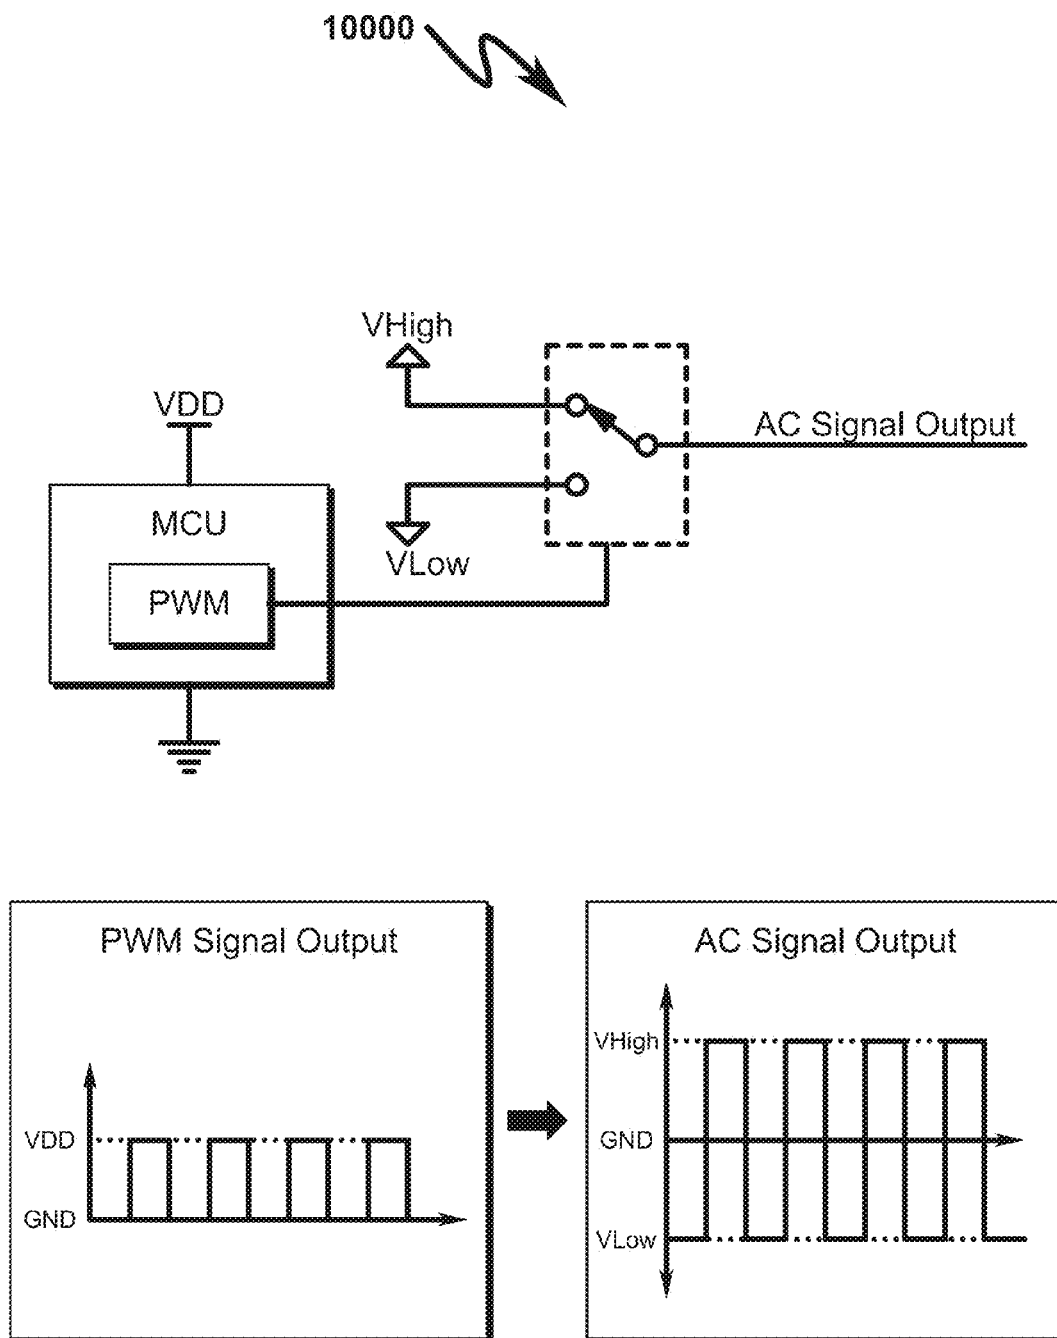 10000
VHigh
VDD
AC Signal Output
MCU
VLow
PWM
PWM Signal Output
VDD
GND
AC Signal Output
VHigh
GND
VLow